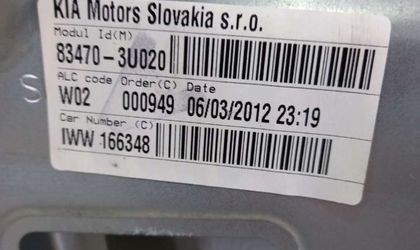 KIA Motors Slovakia s.r.o.
Modul Id(M)
83470-3U020
ALC code Order(C) Date
W02 000949 06/03/2012 23:19
Car Number (C)
IWW 166348
S